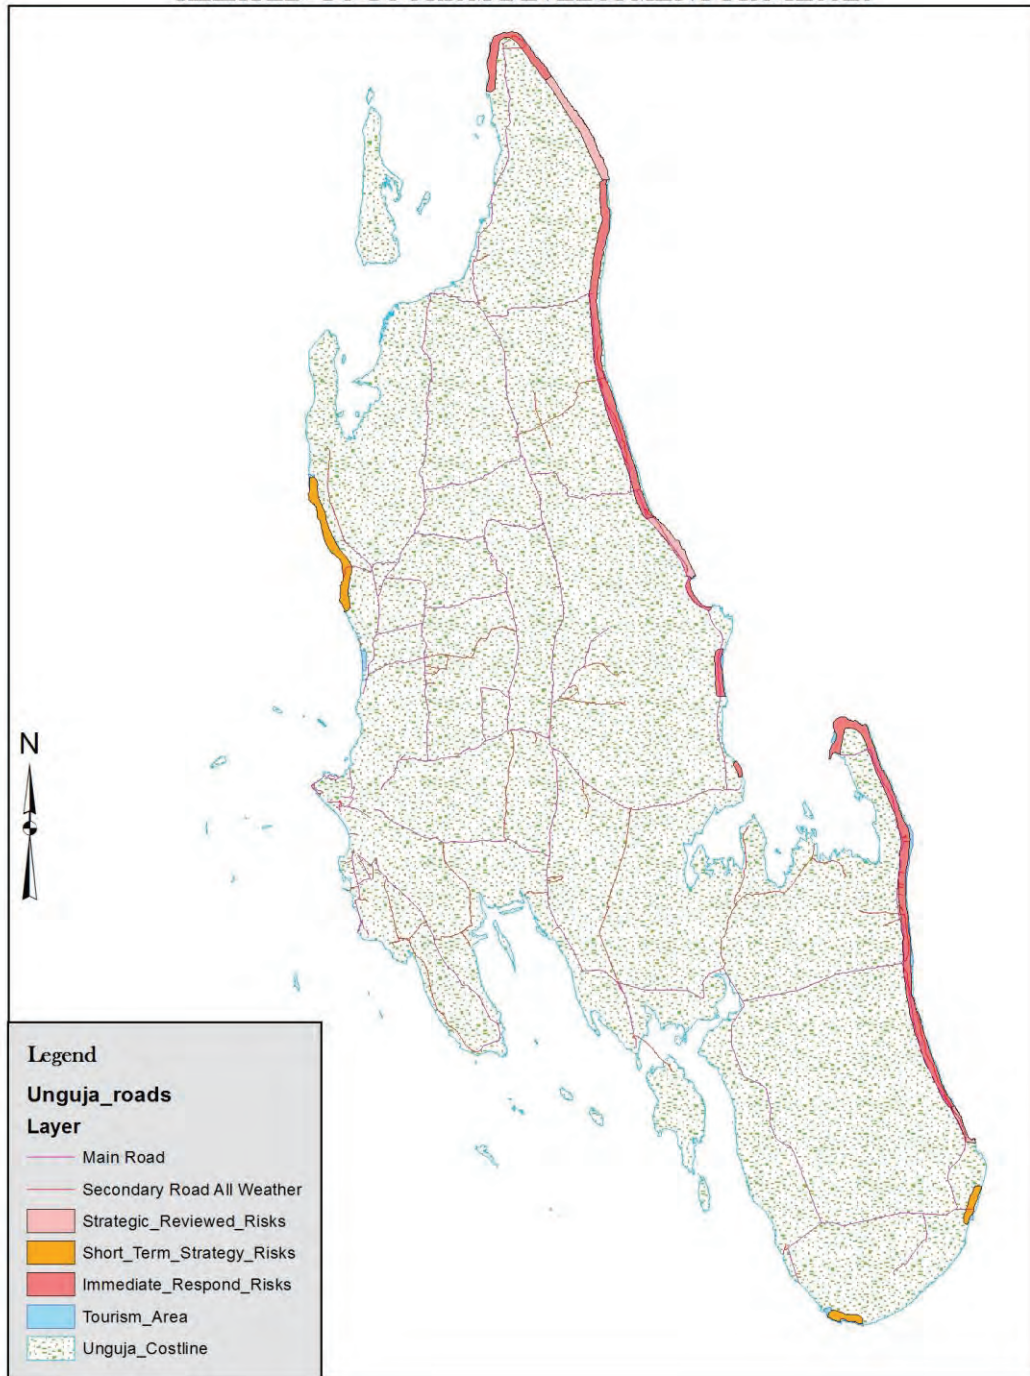 N
Legend
Unguja_roads
Layer
Main Road
Secondary Road All Weather
Strategic_Reviewed_Risks
Short_Term_Strategy_Risks
Immediate_Respond_Risks
Tourism_Area
Unguja_Costline